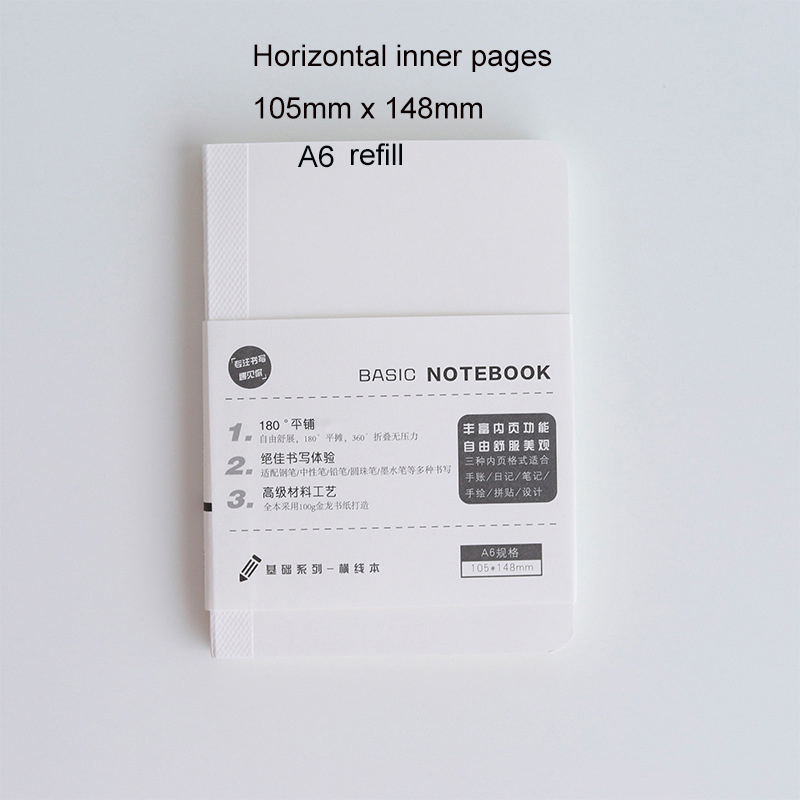 Horizontal inner pages
105mm x 148mm
A6 refill
「专注书写
遇见你」
BASIC NOTEBOOK
1. 180°平铺
自由舒展，180°平摊，360°折叠无压力
2. 绝佳书写体验
适配钢笔/中性笔/铅笔/圆珠笔/墨水笔等多种书写
3. 高级材料工艺
全本采用100g金龙书纸打造
丰富内页功能
自由舒服美观
三种内页格式适合
手账/日记/笔记/
手绘/拼贴/设计
基础系列-横线本
A6规格
105*148mm